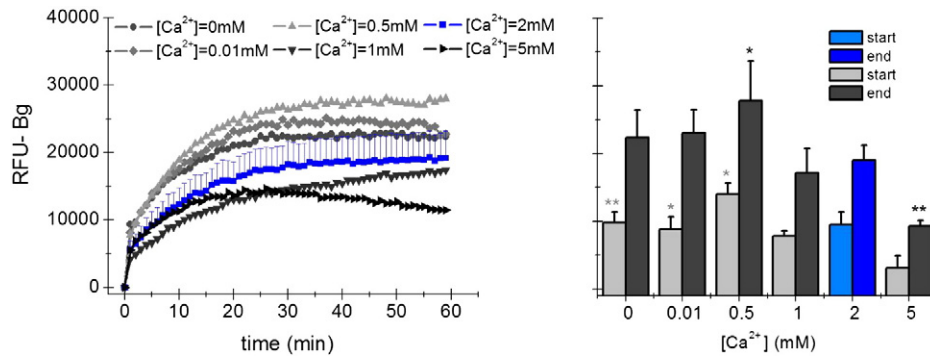 [Ca²⁺]=0mM [Ca²⁺]=0.5mM [Ca²⁺]=2mM
[Ca²⁺]=0.01mM [Ca²⁺]=1mM [Ca²⁺]=5mM
40000
30000
20000
10000
0
RFU- Bg
0 10 20 30 40 50 60
time (min)
start
end
start
end
** * * * **
0 0.01 0.5 1 2 5
[Ca²⁺] (mM)